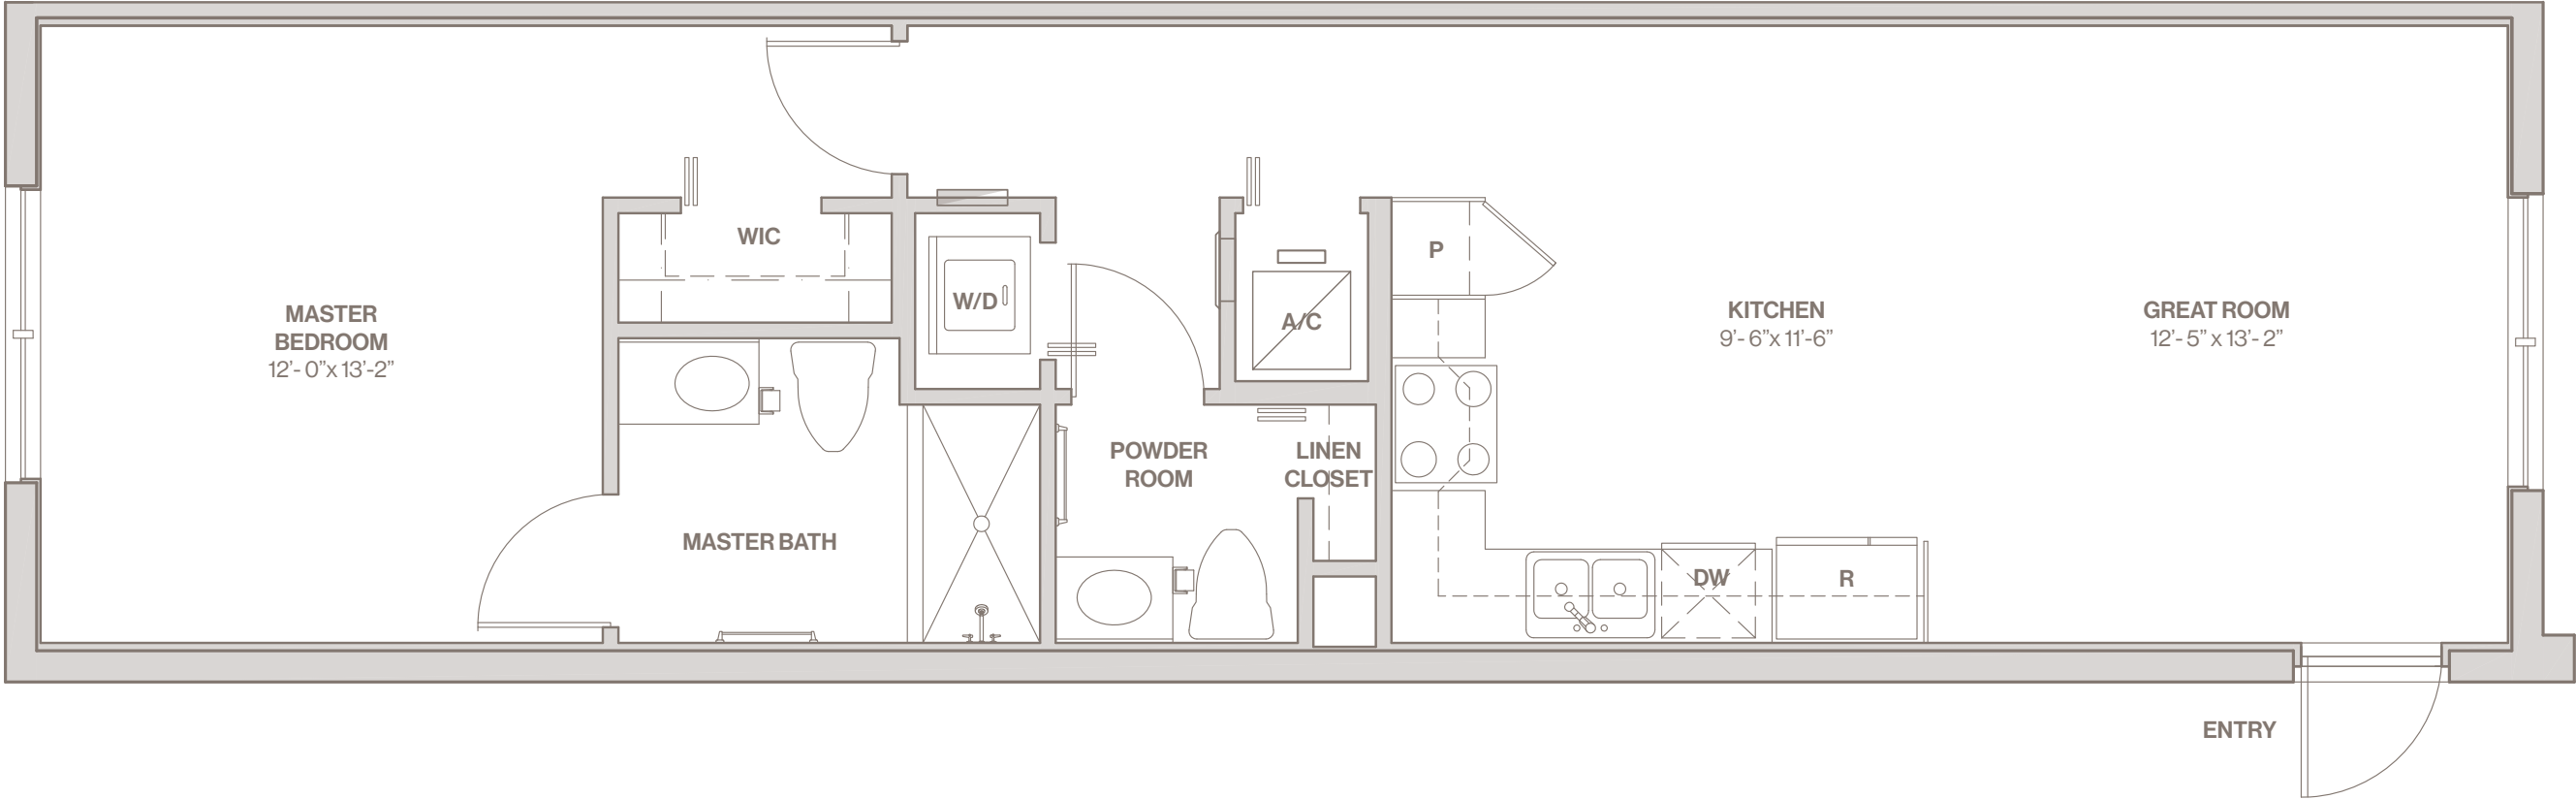 MASTER
BEDROOM
12'- 0"x 13'-2"
WIC
W/D
A/C
P
KITCHEN
9'- 6"x 11'-6"
GREAT ROOM
12'- 5" x 13'- 2"
POWDER
ROOM
LINEN
CLOSET
MASTER BATH
DW
R
ENTRY